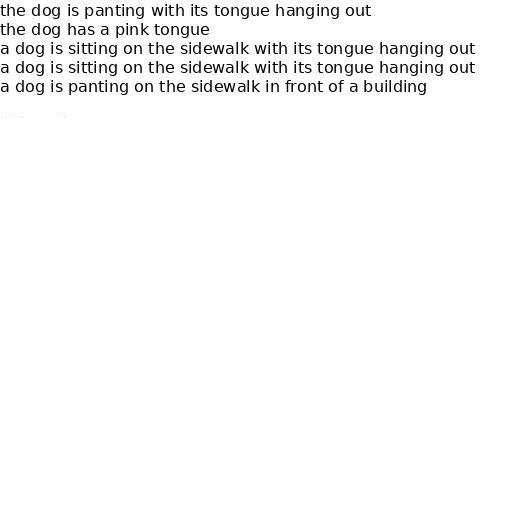 the dog is panting with its tongue hanging out
the dog has a pink tongue
a dog is sitting on the sidewalk with its tongue hanging out
a dog is sitting on the sidewalk with its tongue hanging out
a dog is panting on the sidewalk in front of a building